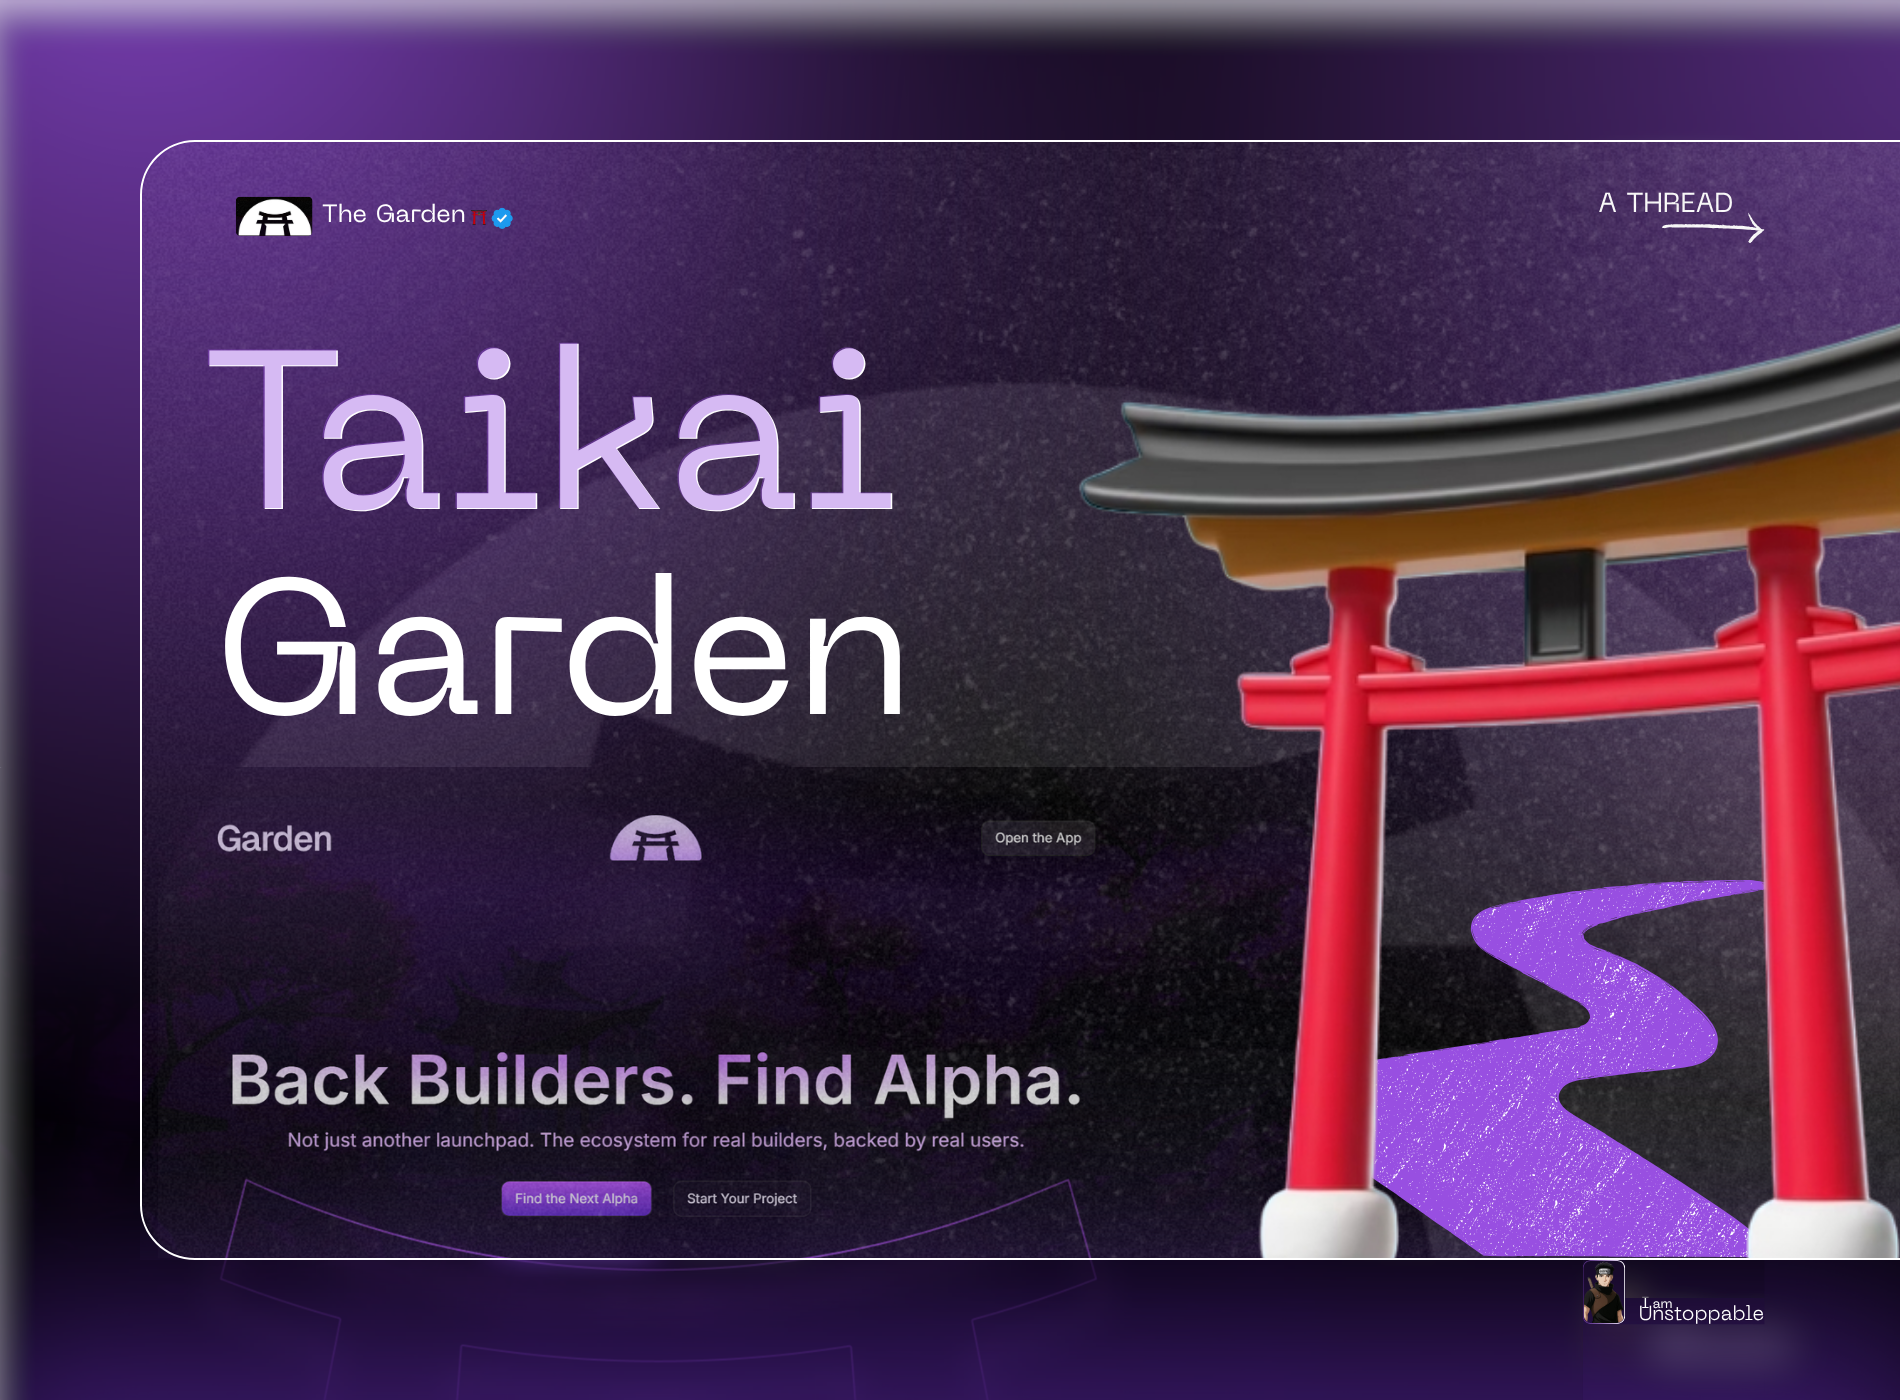 The Garden ⛩️
A THREAD
Taikai
Garden
Garden
Open the App
Back Builders. Find Alpha.
Not just another launchpad. The ecosystem for real builders, backed by real users.
Find the Next Alpha
Start Your Project
I am
Unstoppable